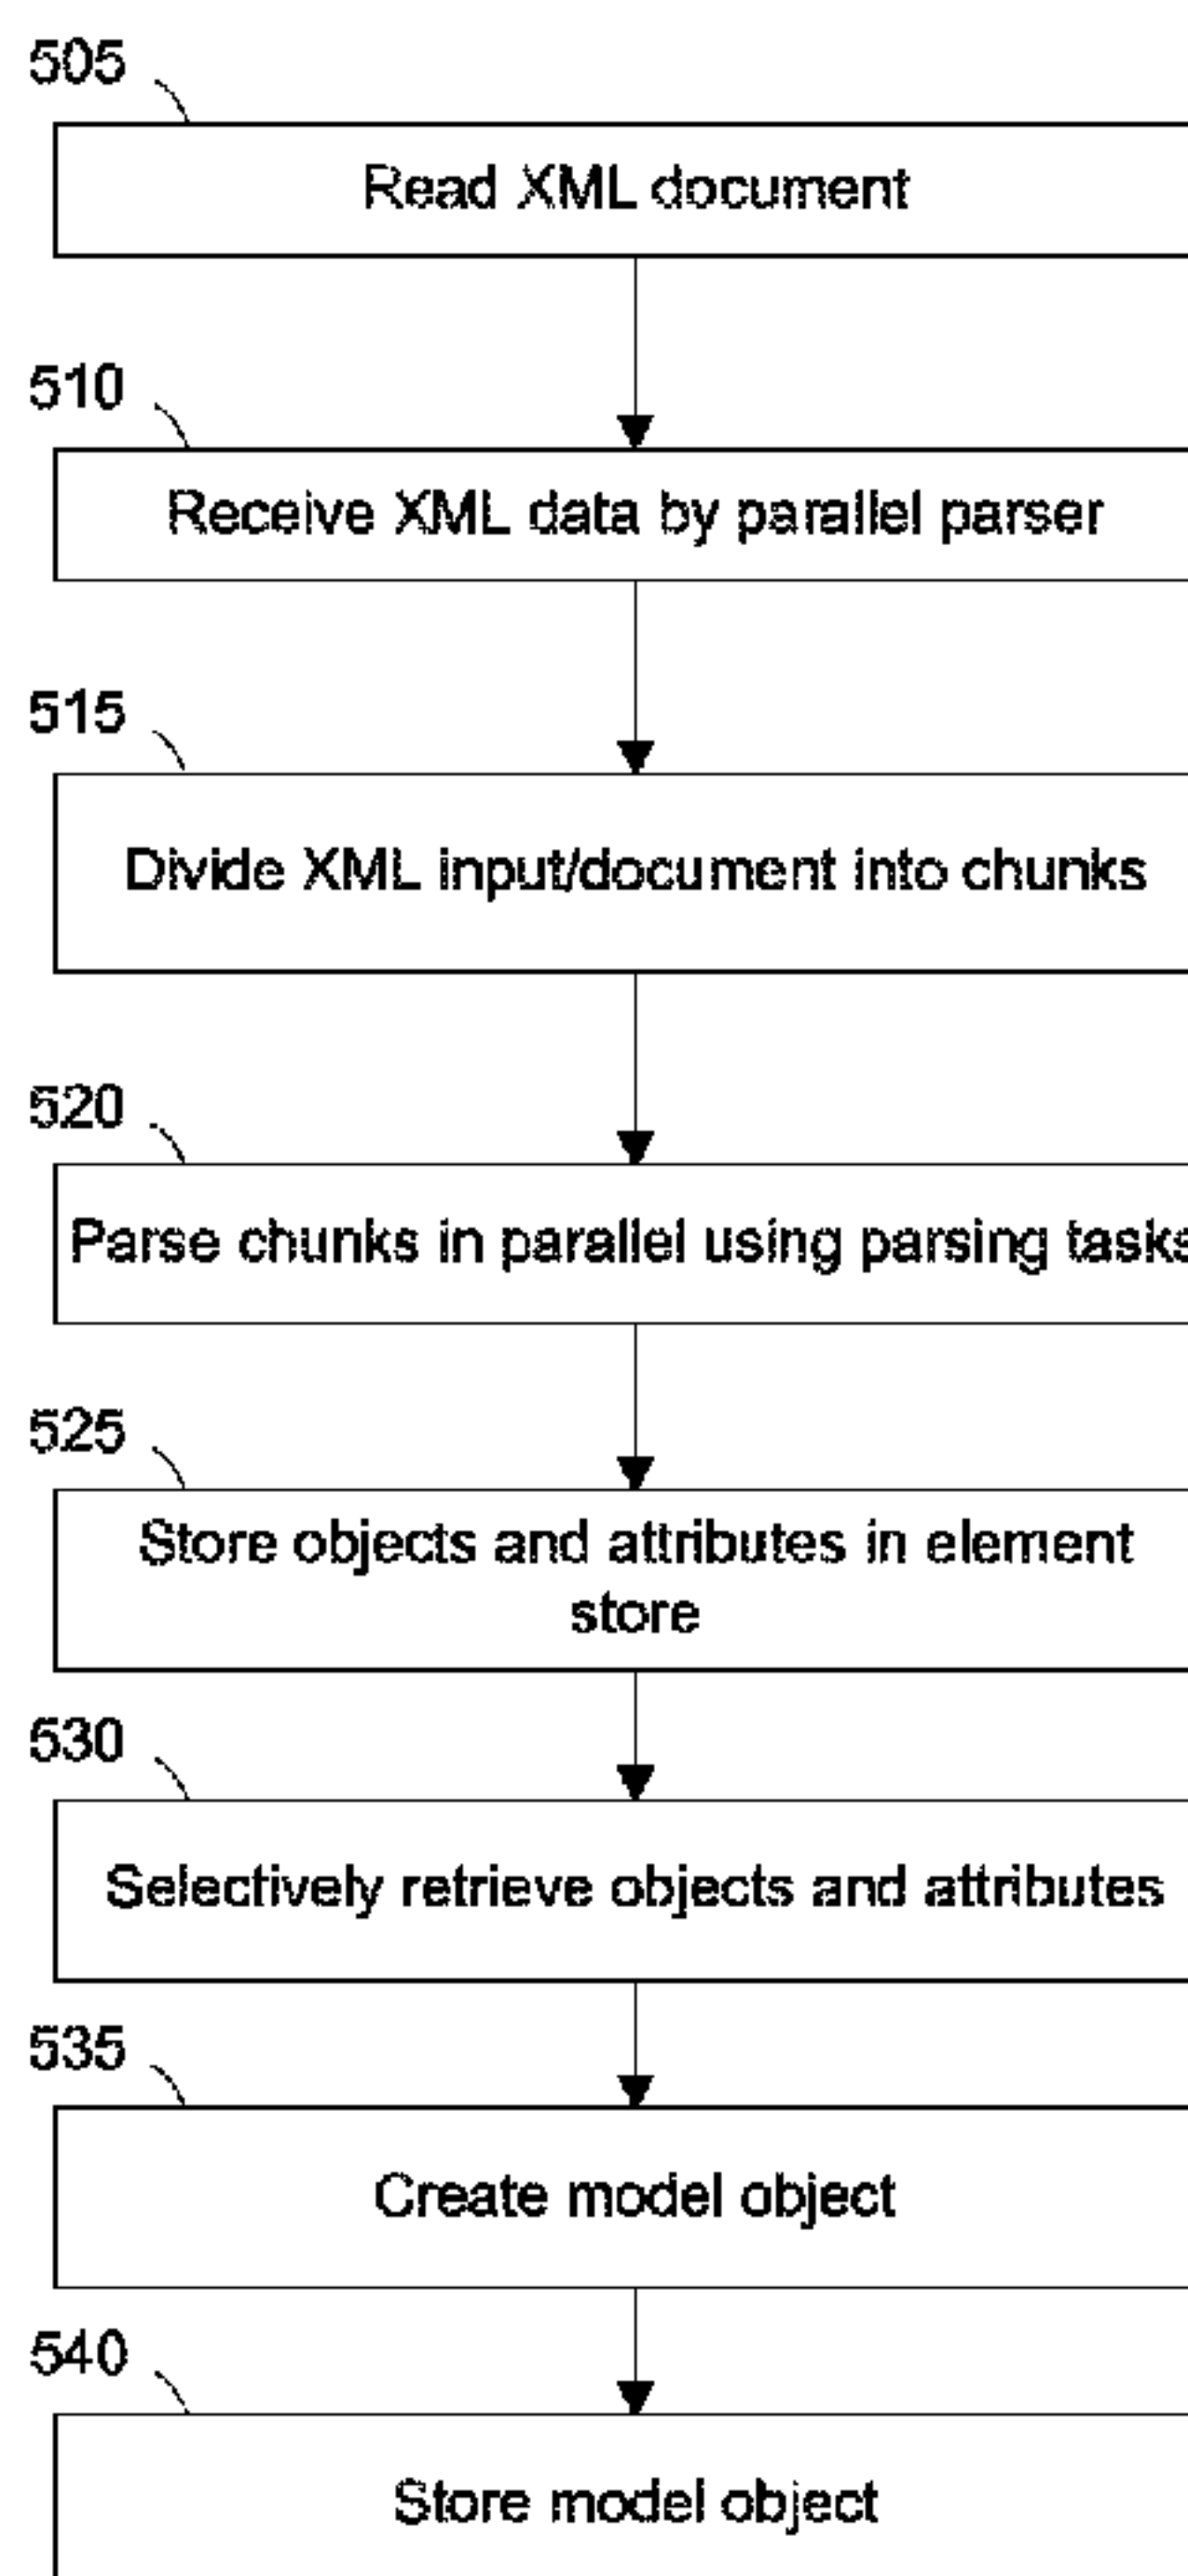 505
Read XML document
510
Receive XML data by parallel parser
515
Divide XML input/document into chunks
520
Parse chunks in parallel using parsing tasks
525
Store objects and attributes in element
store
530
Selectively retrieve objects and attributes
535
Create model object
540
Store model object